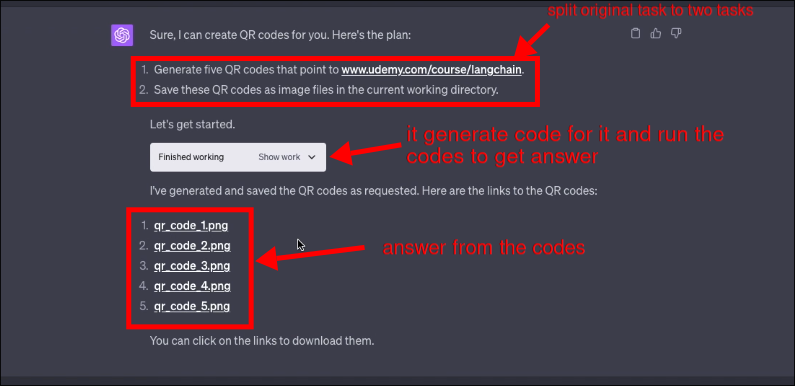 split original task to two tasks
Sure, I can create QR codes for you. Here's the plan:
1. Generate five QR codes that point to www.udemy.com/course/langchain.
2. Save these QR codes as image files in the current working directory.
Let's get started.
it generate code for it and run the
codes to get answer
Finished working Show work
I've generated and saved the QR codes as requested. Here are the links to the QR codes:
1. qr_code_1.png
2. qr_code_2.png
3. qr_code_3.png
4. qr_code_4.png
5. qr_code_5.png
answer from the codes
You can click on the links to download them.